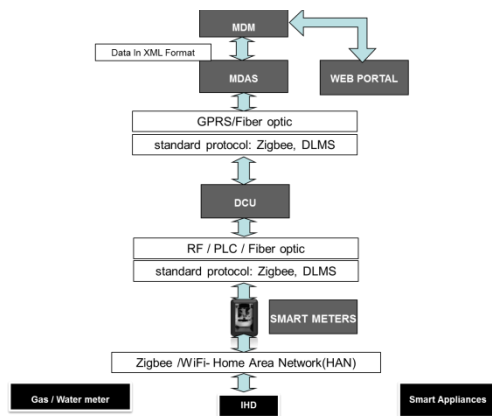 MDM
Data In XML Format
MDAS
WEB PORTAL
GPRS/Fiber optic
standard protocol: Zigbee, DLMS
DCU
RF / PLC / Fiber optic
standard protocol: Zigbee, DLMS
SMART METERS
Zigbee /WiFi- Home Area Network(HAN)
Gas / Water meter
IHD
Smart Appliances